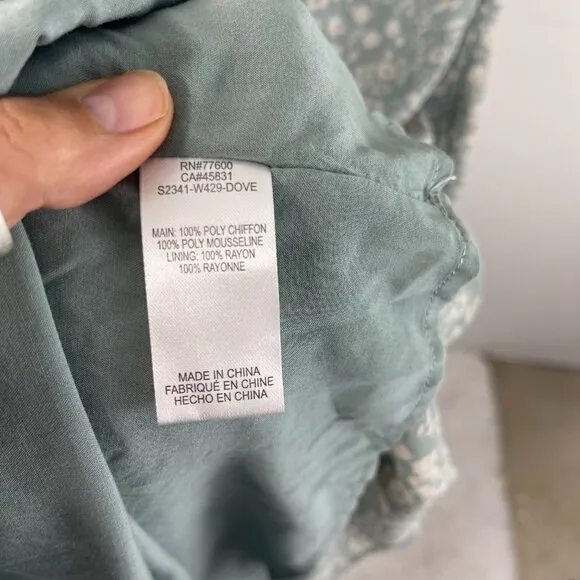 RN#77600
CA#45831
S2341-W429-DOVE
MAIN: 100% POLY CHIFFON
100% POLY MOUSSELINE
LINING: 100% RAYON
100% RAYONNE
MADE IN CHINA
FABRIQUÉ EN CHINE
HECHO EN CHINA